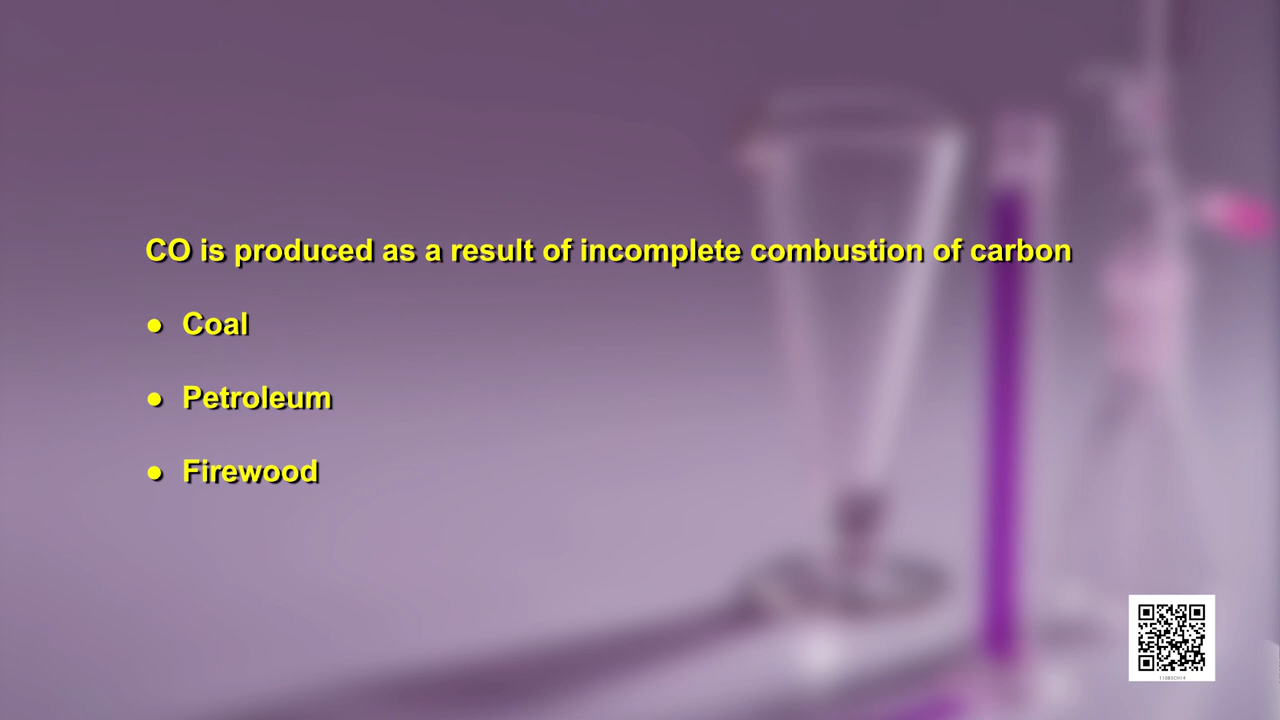 CO is produced as a result of incomplete combustion of carbon
● Coal
● Petroleum
● Firewood